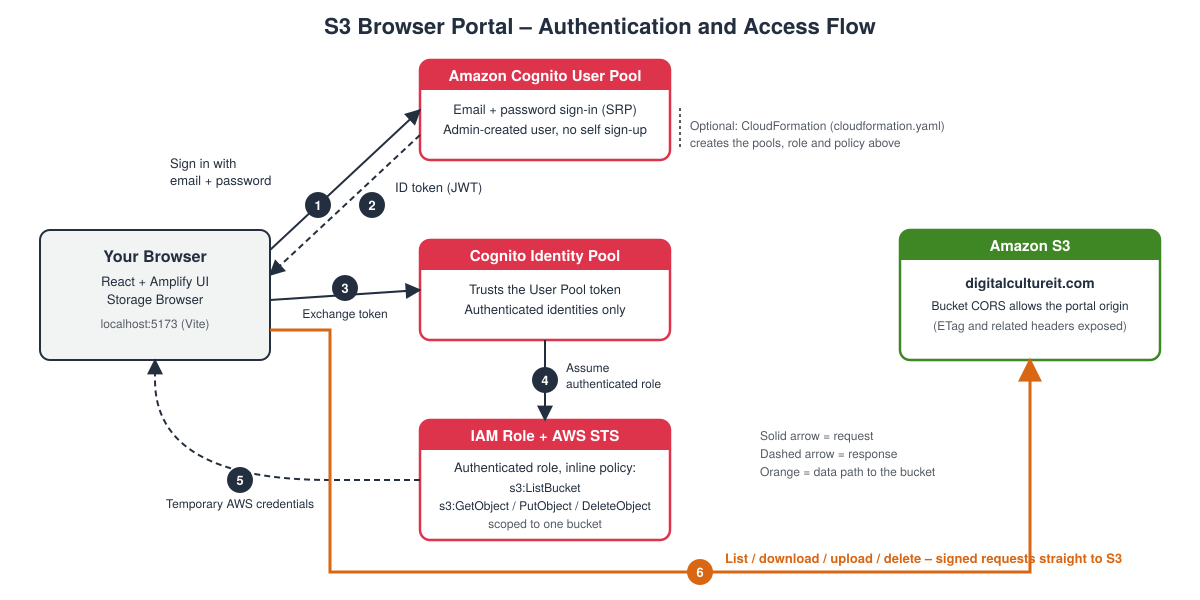 S3 Browser Portal – Authentication and Access Flow
Amazon Cognito User Pool
Email + password sign-in (SRP)
Admin-created user, no self sign-up
Optional: CloudFormation (cloudformation.yaml)
creates the pools, role and policy above
Sign in with
email + password
1
2
ID token (JWT)
Your Browser
React + Amplify UI
Storage Browser
localhost:5173 (Vite)
3
Exchange token
Cognito Identity Pool
Trusts the User Pool token
Authenticated identities only
Amazon S3
digitalcultureit.com
Bucket CORS allows the portal origin
(ETag and related headers exposed)
4
Assume
authenticated role
IAM Role + AWS STS
Authenticated role, inline policy:
s3:ListBucket
s3:GetObject / PutObject / DeleteObject
scoped to one bucket
5
Temporary AWS credentials
Solid arrow = request
Dashed arrow = response
Orange = data path to the bucket
6
List / download / upload / delete – signed requests straight to S3